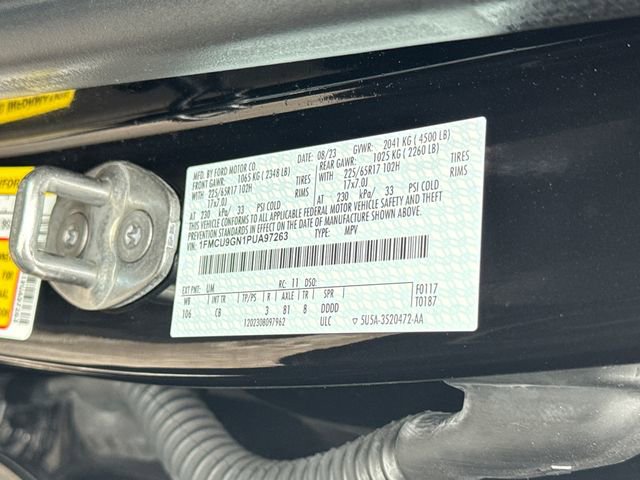 MFD. BY FORD MOTOR CO. DATE: 08/23 GVWR: 2041 KG ( 4500 LB)
FRONT GAWR: 1065 KG ( 2348 LB) REAR GAWR: 1025 KG ( 2260 LB)
WITH 225/65R17 102H TIRES WITH 225/65R17 102H TIRES
17x7.0J RIMS 17x7.0J RIMS
AT 230 kPa/ 33 PSI COLD AT 230 kPa/ 33 PSI COLD
THIS VEHICLE CONFORMS TO ALL APPLICABLE FEDERAL MOTOR VEHICLE SAFETY AND THEFT PREVENTION STANDARDS IN
EFFECT ON THE DATE OF MANUFACTURE SHOWN ABOVE.
VIN: 1FMCU9GN1PUA97263 TYPE: MPV
EXT PNT: UM RC: 11 DSO:
WB INT TR TP/PS R AXLE TR SPR F0117
106 CB 3 81 8 DDDD T0187
1202308097962 ULC ▽ 5U5A-3520472-AA